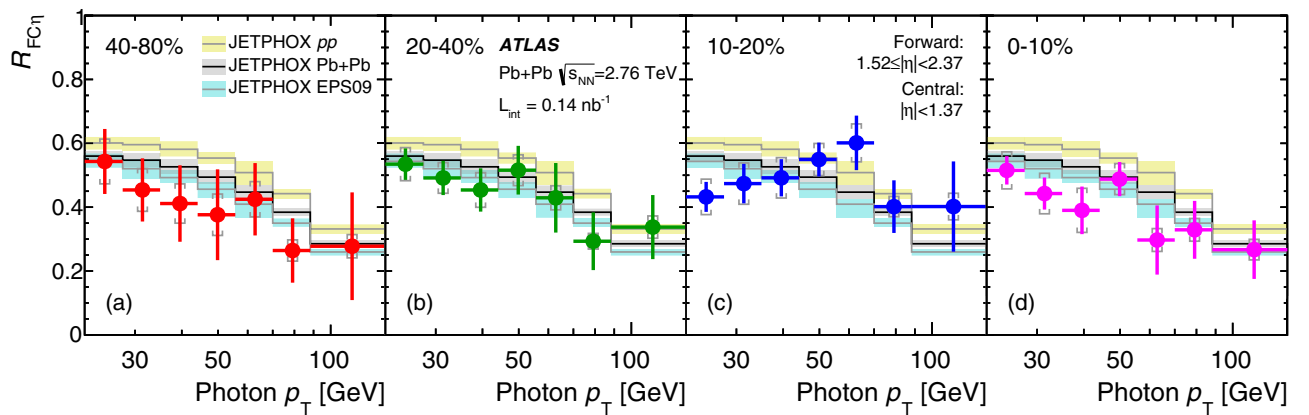 R_FCη
1
0.8
0.6
0.4
0.2
0
40-80%
JETPHOX pp
JETPHOX Pb+Pb
JETPHOX EPS09
(a)
30 50 100
Photon p_T [GeV]
20-40%
ATLAS
Pb+Pb √s_NN=2.76 TeV
L_int = 0.14 nb^-1
(b)
30 50 100
Photon p_T [GeV]
10-20%
Forward:
1.52≤|η|<2.37
Central:
|η|<1.37
(c)
30 50 100
Photon p_T [GeV]
0-10%
(d)
30 50 100
Photon p_T [GeV]